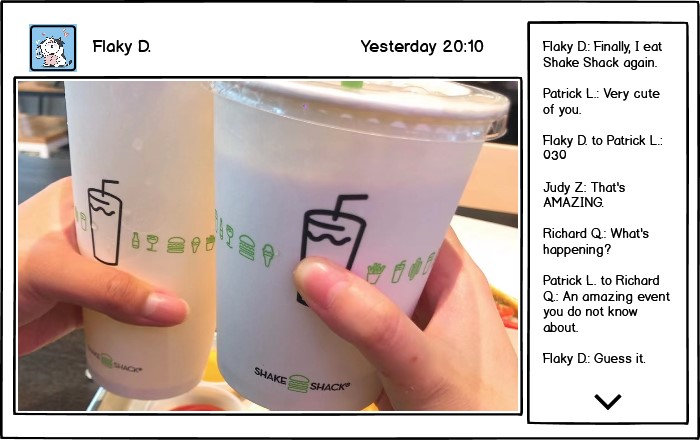 Flaky D.
Yesterday 20:10
SHAKE SHACK®
SHAKE SHACK®
Flaky D.: Finally, I eat
Shake Shack again.
Patrick L.: Very cute
of you.
Flaky D. to Patrick L.:
030
Judy Z: That's
AMAZING.
Richard Q.: What's
happening?
Patrick L. to Richard
Q.: An amazing event
you do not know
about.
Flaky D.: Guess it.